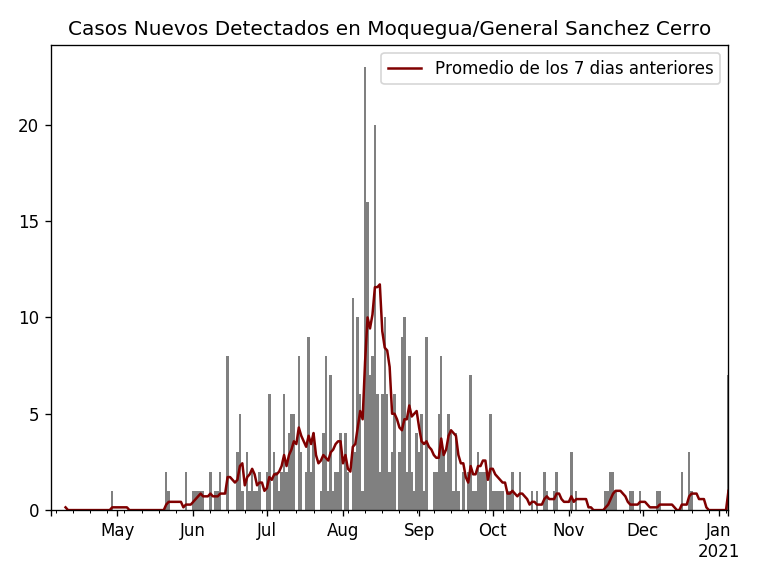 Casos Nuevos Detectados en Moquegua/General Sanchez Cerro
Promedio de los 7 dias anteriores
20
15
10
5
0
May Jun Jul Aug Sep Oct Nov Dec Jan
2021